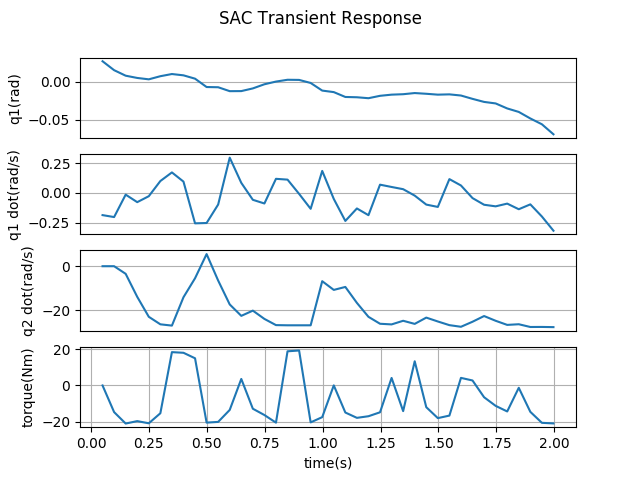 SAC Transient Response
q1(rad)
0.00
−0.05
q1 dot(rad/s)
0.25
0.00
−0.25
q2 dot(rad/s)
0
−20
torque(Nm)
20
0
−20
0.00 0.25 0.50 0.75 1.00 1.25 1.50 1.75 2.00
time(s)